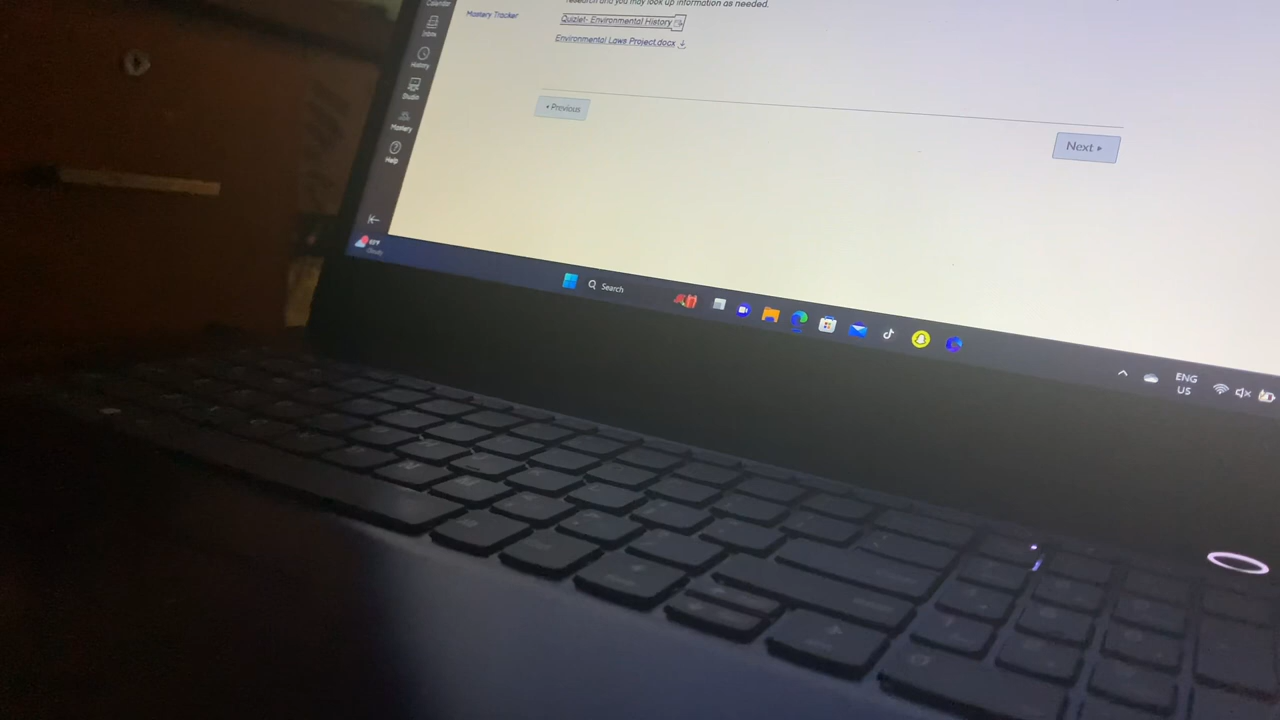 Calendar
research and you may look up information as needed.
Mastery Tracker
Inbox
Quizlet- Environmental History
Environmental Laws Project.docx
History
Studio
Mastery
Help
Previous
Next
Cloudy
Search
ENG
US